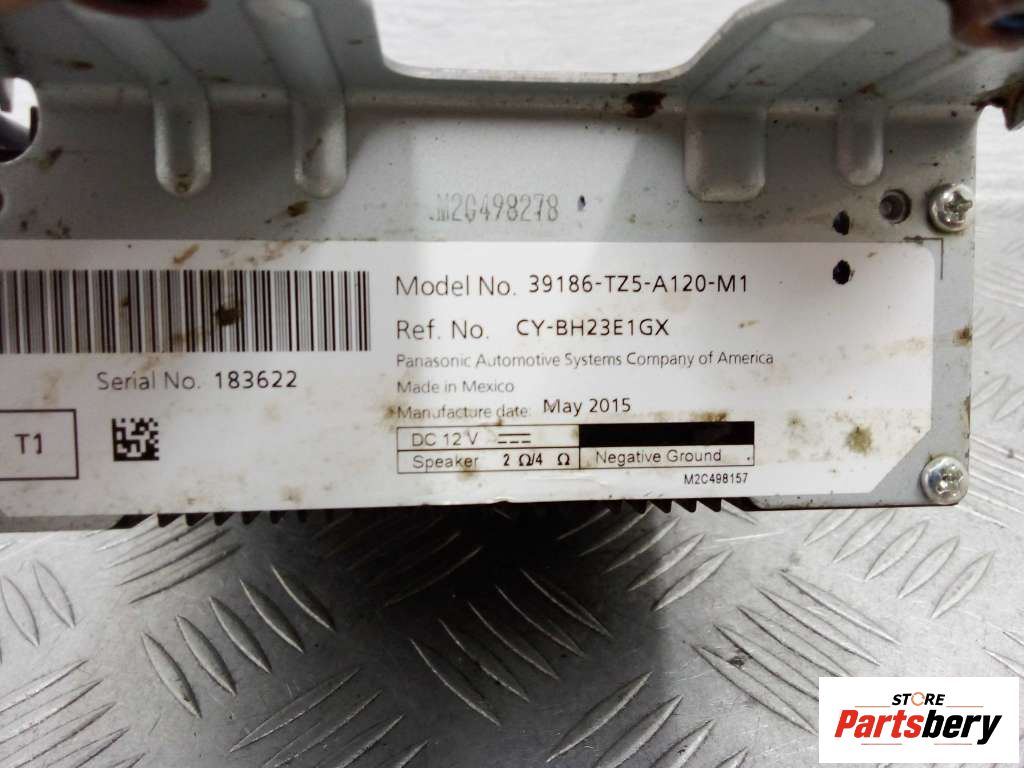 M2C498278
Model No. 39186-TZ5-A120-M1
Ref. No. CY-BH23E1GX
Panasonic Automotive Systems Company of America
Serial No. 183622
Made in Mexico
Manufacture date: May 2015
T1
DC 12 V
Speaker 2 Ω/4 Ω
Negative Ground
M2C498157
STORE
Partsbery